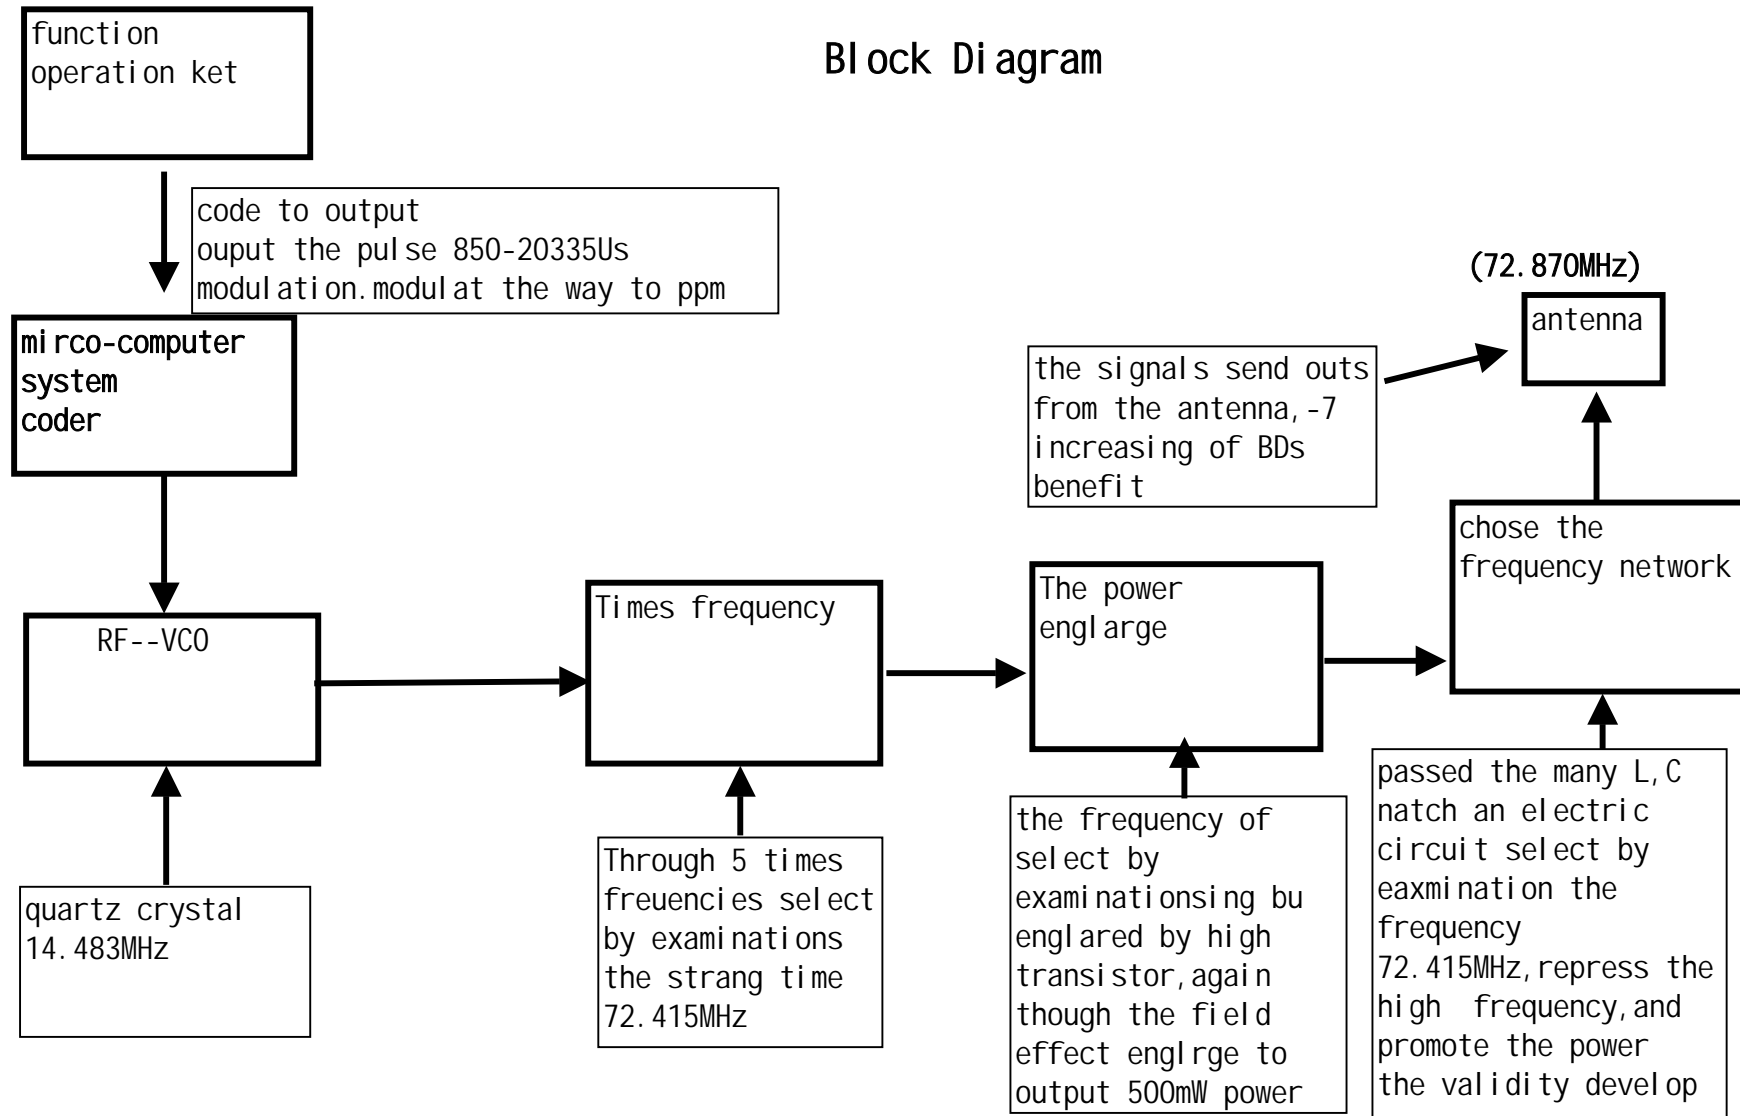 function
operation ket
Block Diagram
code to output
ouput the pulse 850-20335Us
modulation.modulat the way to ppm
(72.870MHz)
antenna
mirco-computer
system
coder
the signals send outs
from the antenna,-7
increasing of BDs
benefit
chose the
frequency network
RF--VCO
Times frequency
The power
englarge
quartz crystal
14.483MHz
Through 5 times
freuencies select
by examinations
the strang time
72.415MHz
the frequency of
select by
examinationsing bu
englared by high
transistor,again
though the field
effect englrge to
output 500mW power
passed the many L,C
natch an electric
circuit select by
eaxmination the
frequency
72.415MHz,repress the
high frequency,and
promote the power
the validity develop